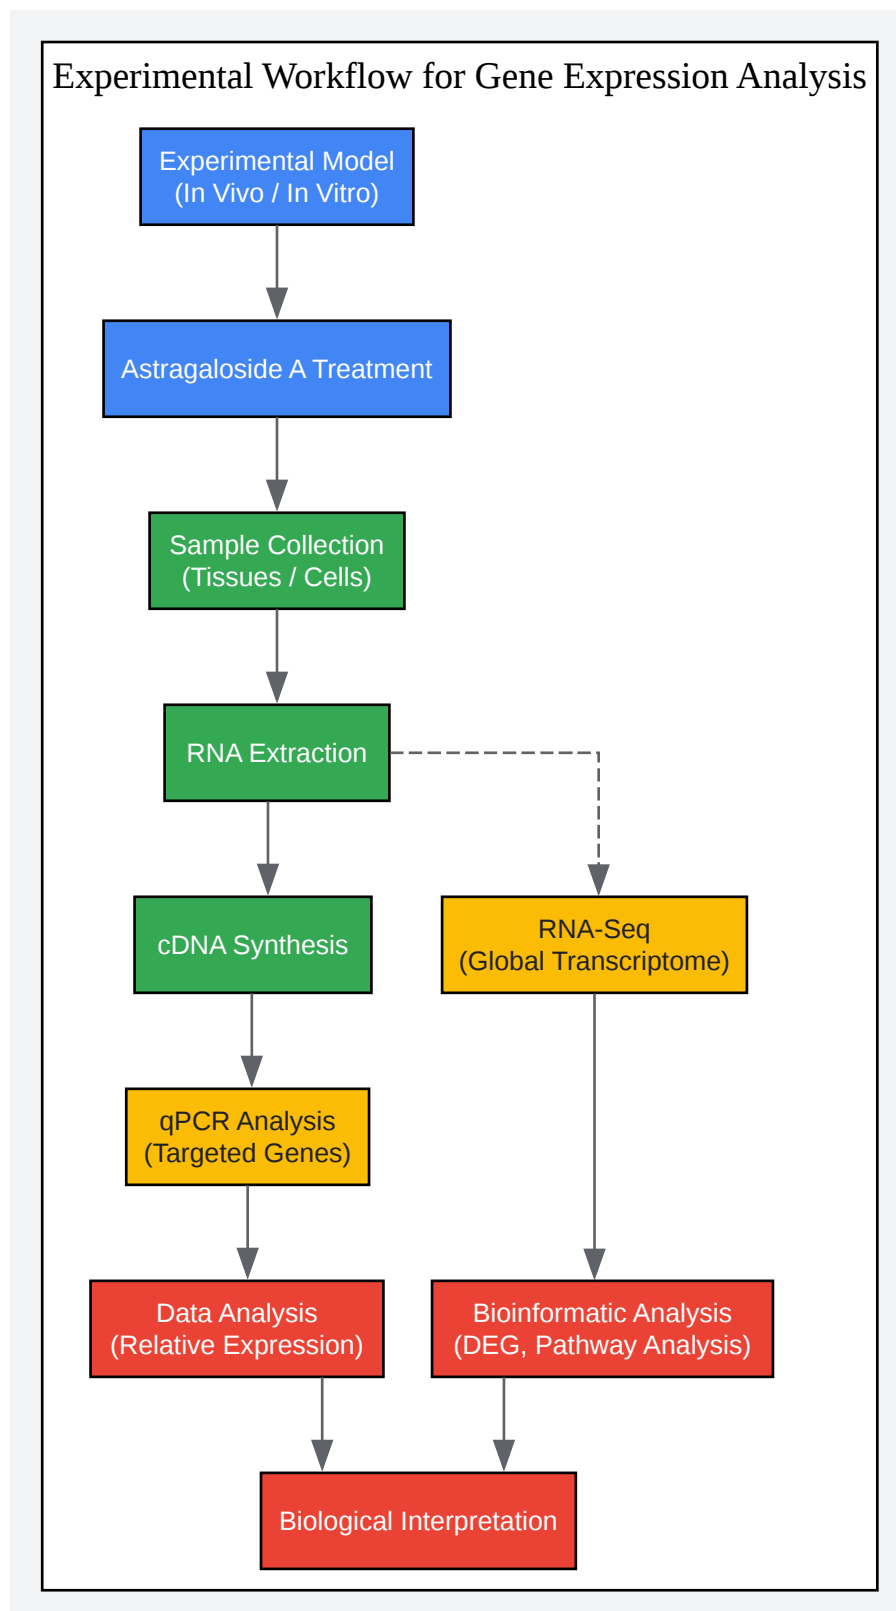 Experimental Workflow for Gene Expression Analysis
Experimental Model
(In Vivo / In Vitro)
Astragaloside A Treatment
Sample Collection
(Tissues / Cells)
RNA Extraction
cDNA Synthesis
RNA-Seq
(Global Transcriptome)
qPCR Analysis
(Targeted Genes)
Data Analysis
(Relative Expression)
Bioinformatic Analysis
(DEG, Pathway Analysis)
Biological Interpretation